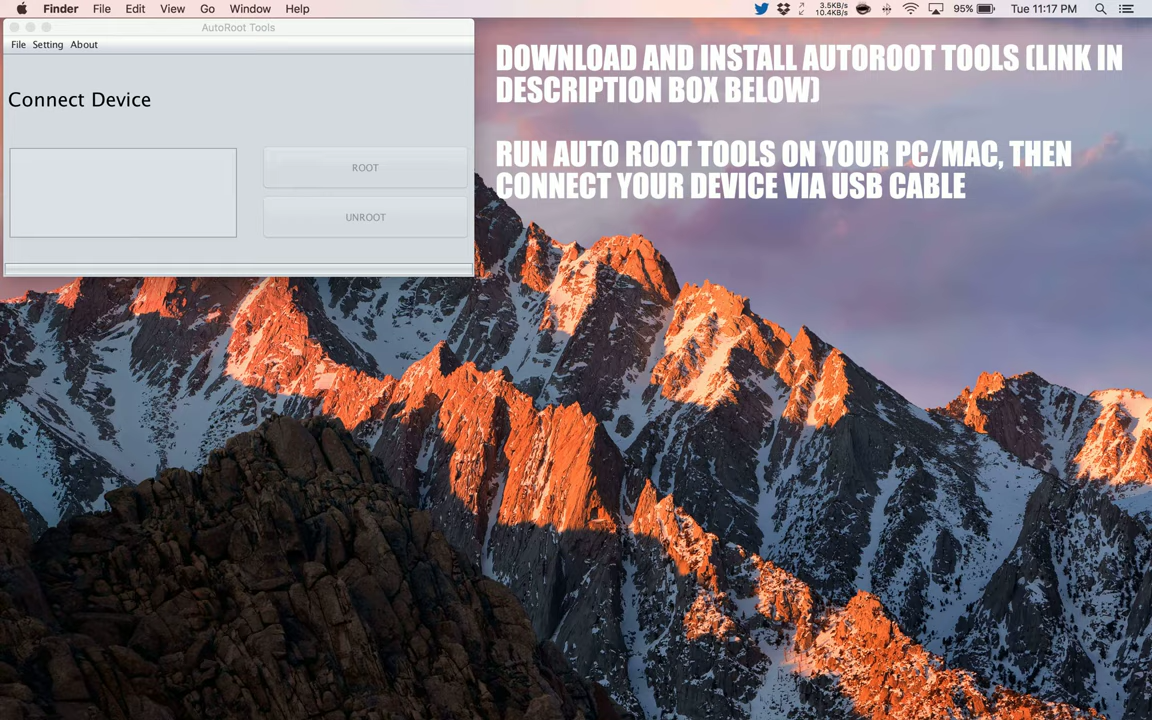 Finder File Edit View Go Window Help 3.5KB/s 10.4KB/s 95% Tue 11:17 PM
AutoRoot Tools
File Setting About
Connect Device
ROOT
UNROOT
DOWNLOAD AND INSTALL AUTOROOT TOOLS (LINK IN
DESCRIPTION BOX BELOW)
RUN AUTO ROOT TOOLS ON YOUR PC/MAC, THEN
CONNECT YOUR DEVICE VIA USB CABLE